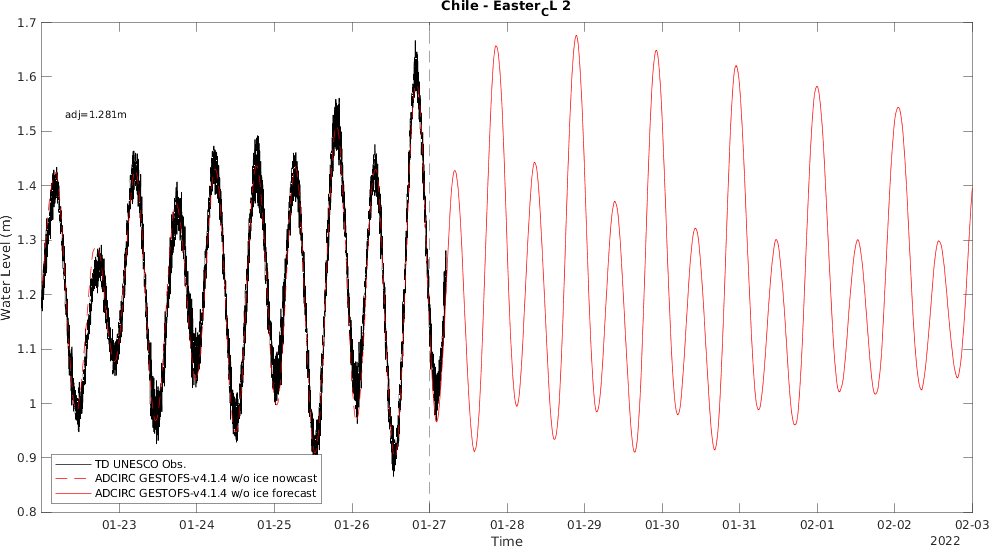 Chile - Easter_CL 2
1.7
1.6
1.5
1.4
1.3
1.2
1.1
1
0.9
0.8
Water Level (m)
adj=1.281m
TD UNESCO Obs.
ADCIRC GESTOFS-v4.1.4 w/o ice nowcast
ADCIRC GESTOFS-v4.1.4 w/o ice forecast
01-23 01-24 01-25 01-26 01-27 01-28 01-29 01-30 01-31 02-01 02-02 02-03
Time
2022